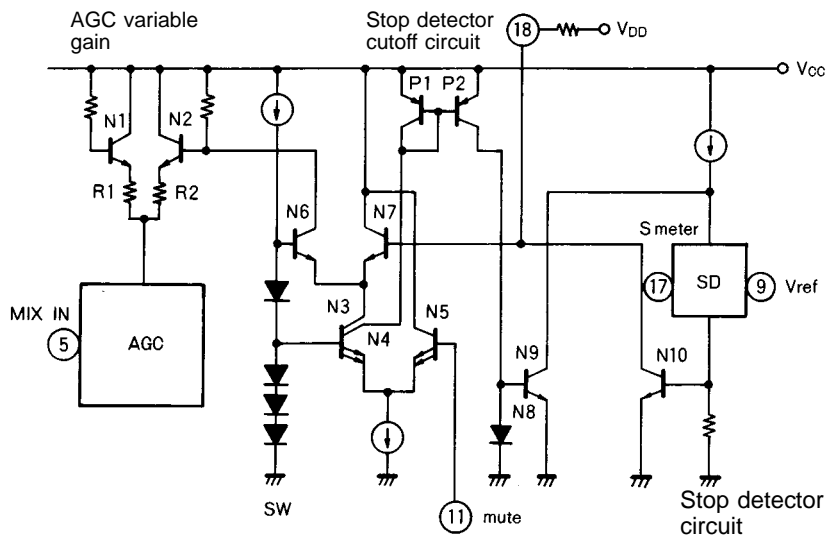 AGC variable
gain
Stop detector
cutoff circuit
18
VDD
P1
P2
VCC
N1
N2
R1
R2
N6
N7
S meter
MIX IN
5
AGC
N3
N4
N5
17
SD
9
Vref
N9
N10
N8
SW
11
mute
Stop detector
circuit